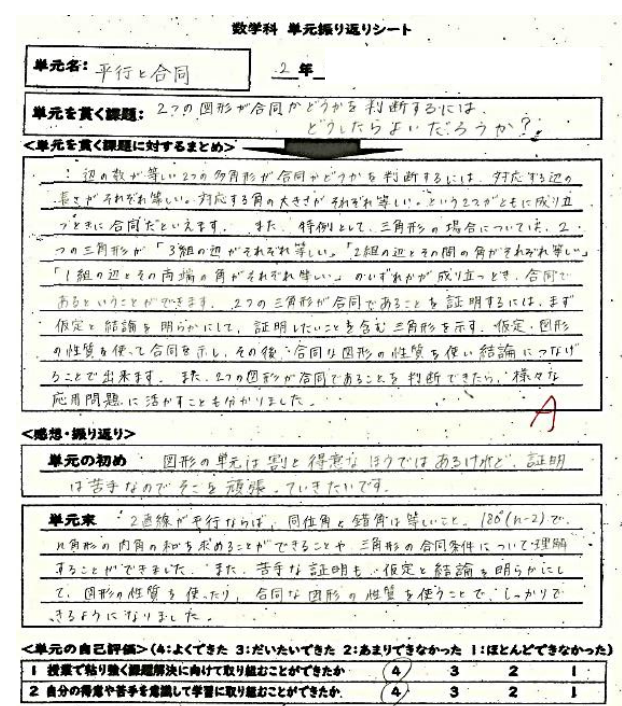 数学科 単元振り返りシート
単元名: 平行と合同 2 年
単元を貫く課題: 2つの図形が合同かどうかを判断するには
どうしたらよいだろうか?
<単元を貫く課題に対するまとめ>
辺の数が等しい2つの多角形が合同かどうかを判断するには、対応する辺の
長さがそれぞれ等しい。対応する角の大きさがそれぞれ等しい。という2つがともに成り立
つときに合同だといえます。また、特例として、三角形の場合については、2
つの三角形が「3組の辺がそれぞれ等しい」「2組の辺とその間の角がそれぞれ等しい」
「1組の辺とその両端の角がそれぞれ等しい」のいずれかが成り立つとき、合同で
あるということができます。2つの三角形が合同であることを証明するには、まず
仮定と結論を明らかにして、証明したいことを含む三角形を示す。仮定・図形
の性質を使って合同を示し、その後、合同な図形の性質を使い結論につなげ
ることで出来ます。また、2つの図形が合同であることを判断できたら、様々な
応用問題に活かすことも分かりました。
A
<感想・振り返り>
単元の初め 図形の単元は割と得意なほうではあるけれど、証明
は苦手なのでそこを頑張っていきたいです。
単元末 2直線が平行ならば、同位角と錯角は等しいこと。180°(n-2)で、
n角形の内角の和を求めることができることや三角形の合同条件について理解
することができました。また、苦手な証明も、仮定と結論を明らかにし
て、図形の性質を使ったり、合同な図形の性質を使うことで、しっかりで
きるようになりました。
<単元の自己評価>(4:よくできた 3:だいたいできた 2:あまりできなかった 1:ほとんどできなかった)
1 授業で粘り強く課題解決に向けて取り組むことができたか 4 3 2 1
2 自分の得意や苦手を意識して学習に取り組むことができたか 4 3 2 1